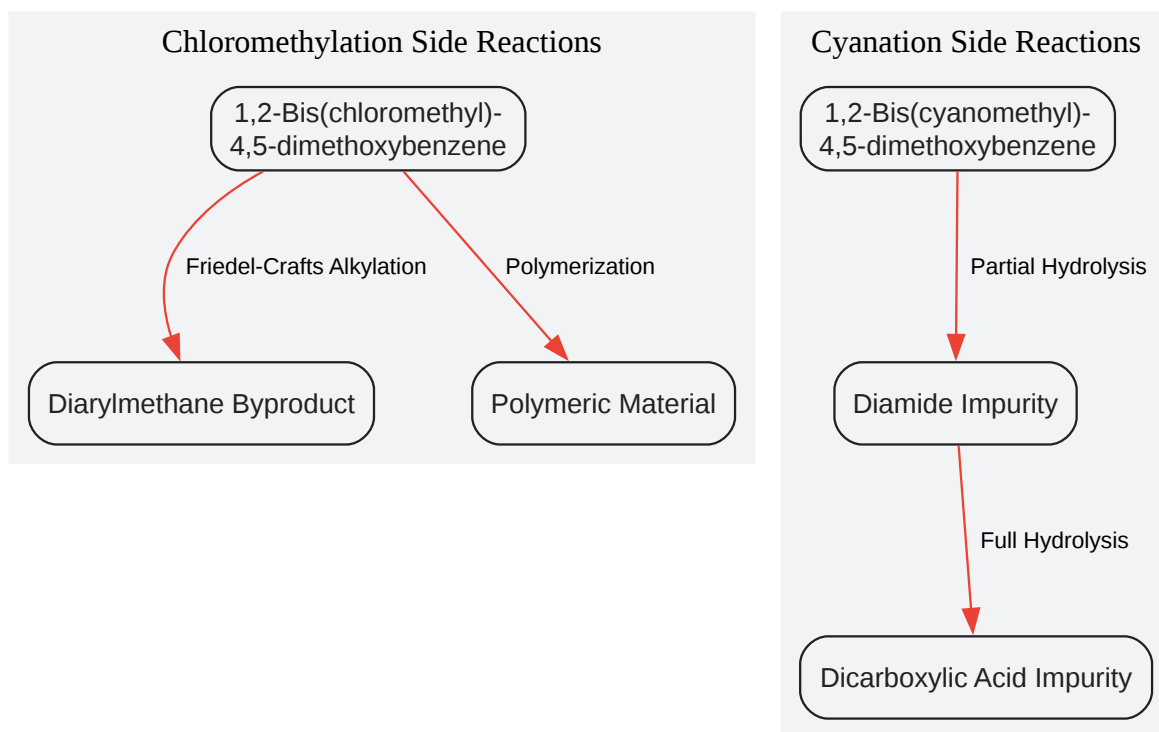 Chloromethylation Side Reactions
1,2-Bis(chloromethyl)-
4,5-dimethoxybenzene
Friedel-Crafts Alkylation
Polymerization
Diarylmethane Byproduct
Polymeric Material
Cyanation Side Reactions
1,2-Bis(cyanomethyl)-
4,5-dimethoxybenzene
Partial Hydrolysis
Diamide Impurity
Full Hydrolysis
Dicarboxylic Acid Impurity